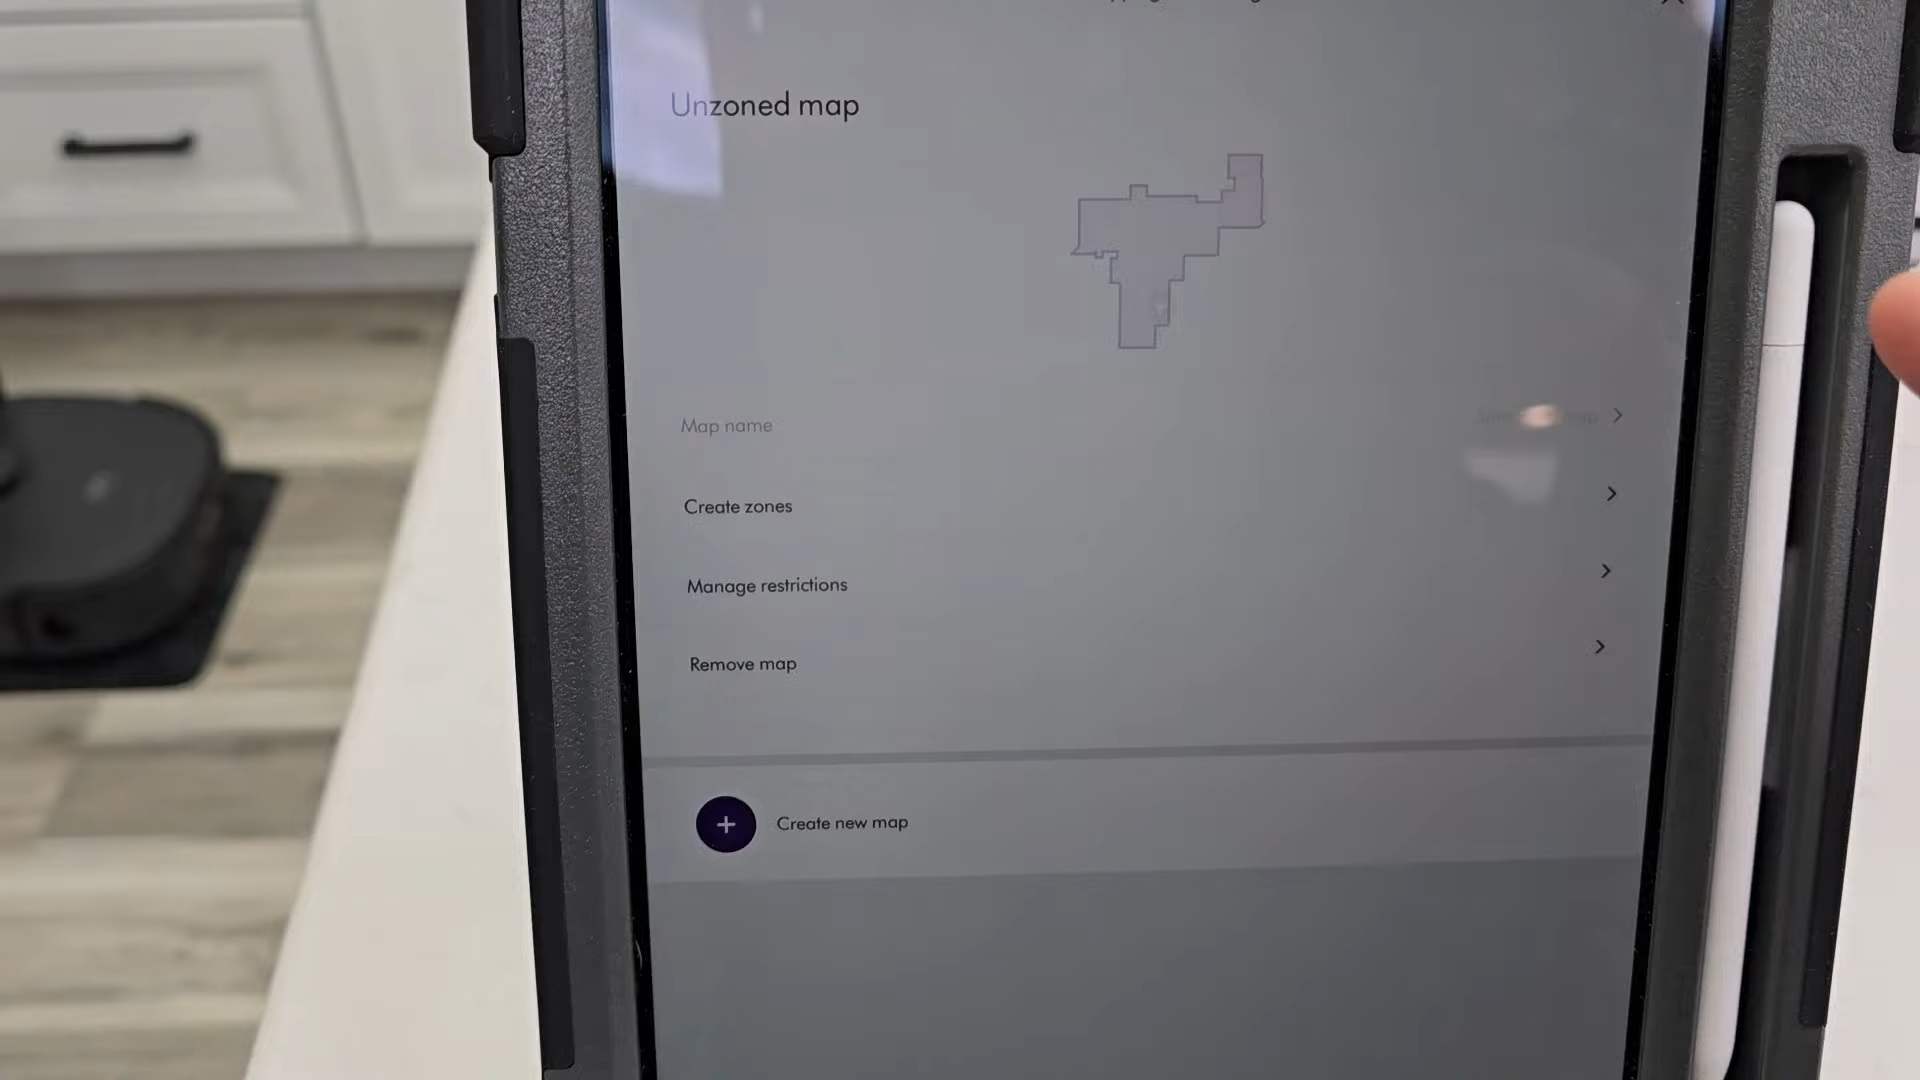 Unzoned map
Map name
Create zones
Manage restrictions
Remove map
Create new map